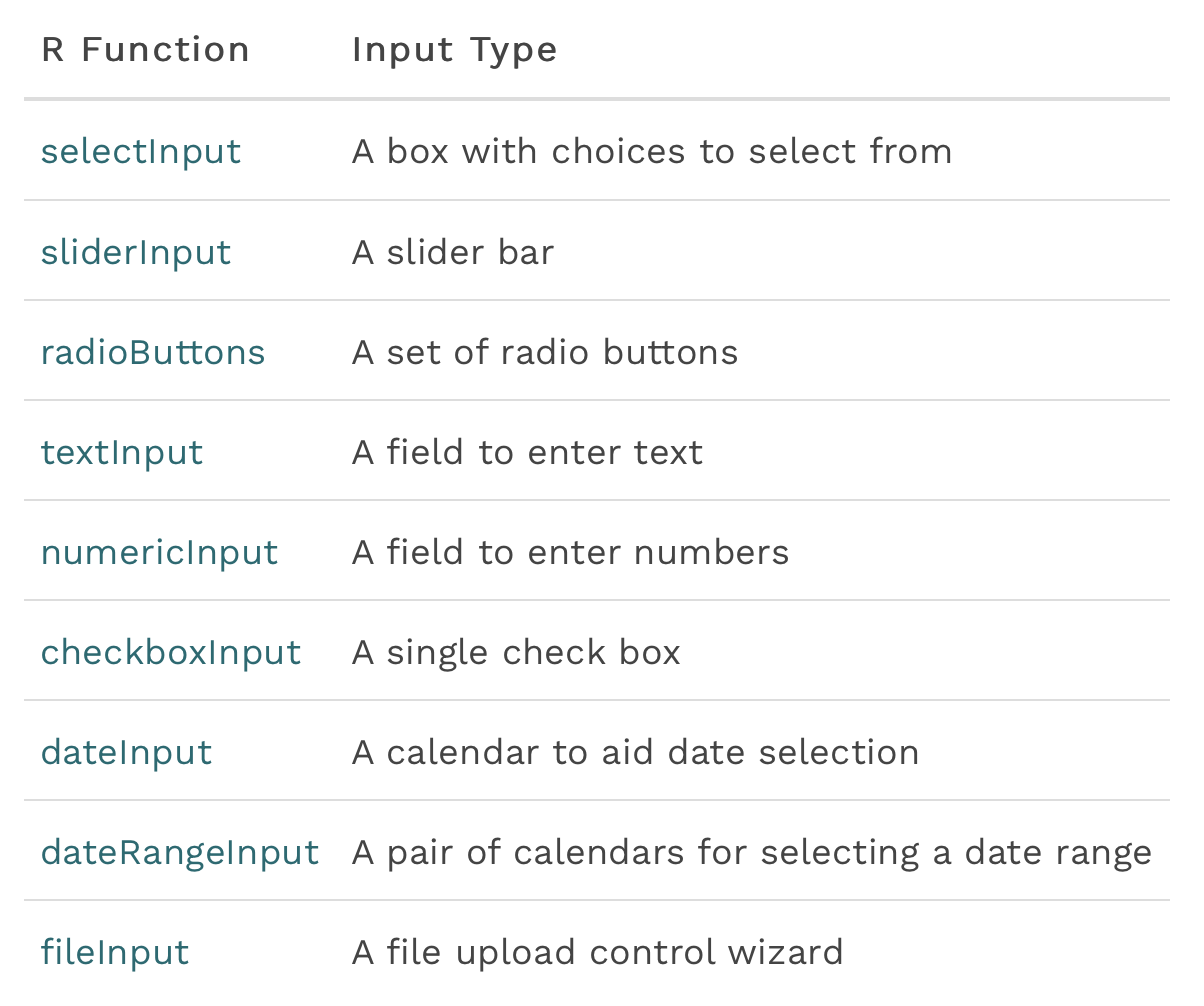 R Function Input Type
selectInput A box with choices to select from
sliderInput A slider bar
radioButtons A set of radio buttons
textInput A field to enter text
numericInput A field to enter numbers
checkboxInput A single check box
dateInput A calendar to aid date selection
dateRangeInput A pair of calendars for selecting a date range
fileInput A file upload control wizard